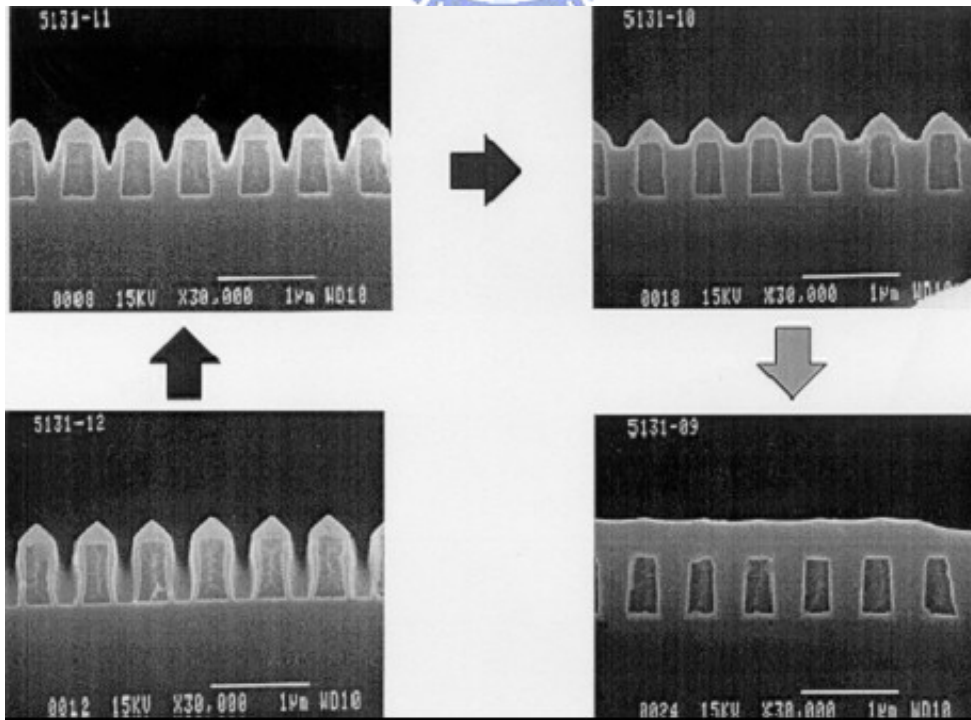 5131-11
0008 15KV X30,000 1μm WD10
5131-10
0018 15KV X30,000 1μm WD10
5131-12
0012 15KV X30,000 1μm WD10
5131-09
0024 15KV X30,000 1μm WD10